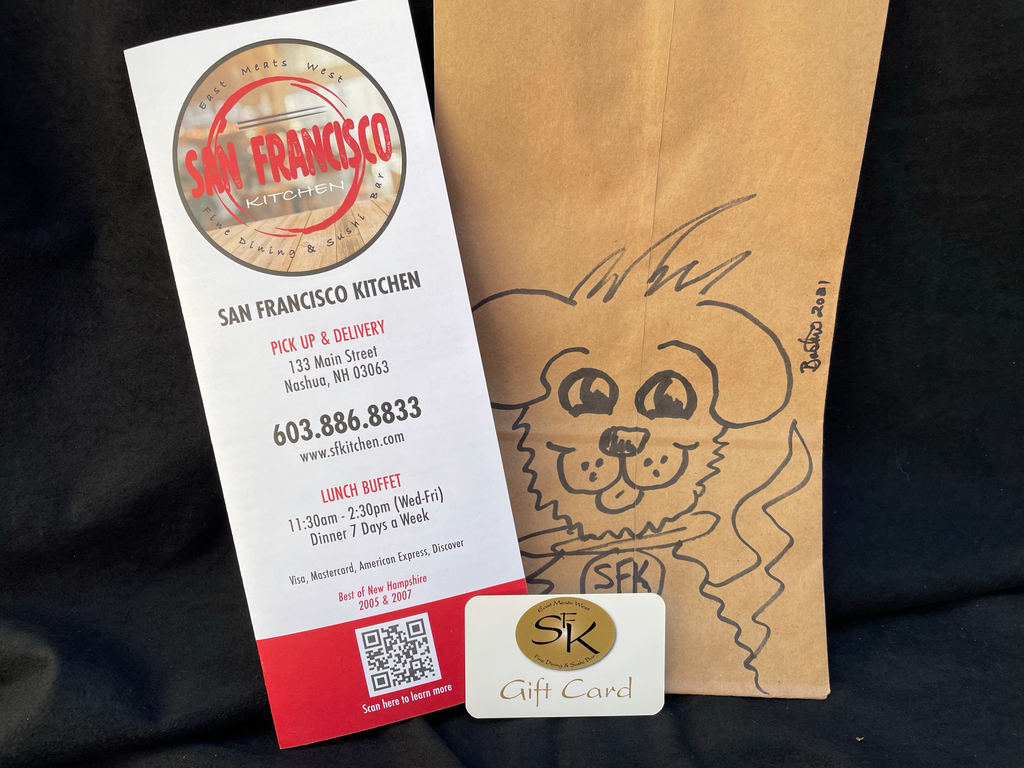 East Meats West
SAN FRANCISCO
KITCHEN
Fine Dining & Sushi Bar
SAN FRANCISCO KITCHEN
PICK UP & DELIVERY
133 Main Street
Nashua, NH 03063
603.886.8833
www.sfkitchen.com
LUNCH BUFFET
11:30am - 2:30pm (Wed-Fri)
Dinner 7 Days a Week
Visa, Mastercard, American Express, Discover
Best of New Hampshire
2005 & 2007
Scan here to learn more
2021
SFK
East Meats West
SFK
Fine Dining & Sushi Bar
Gift Card